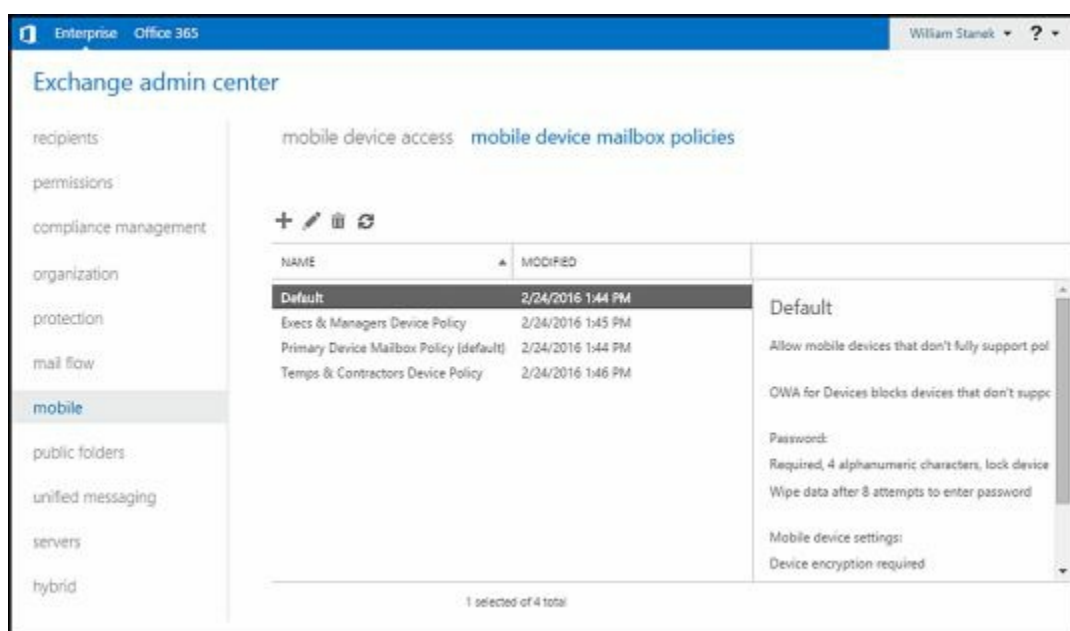 Enterprise Office 365 William Stanek ?
Exchange admin center
recipients
permissions
compliance management
organization
protection
mail flow
mobile
public folders
unified messaging
servers
hybrid
mobile device access mobile device mailbox policies
NAME MODIFIED
Default 2/24/2016 1:44 PM
Execs & Managers Device Policy 2/24/2016 1:45 PM
Primary Device Mailbox Policy (default) 2/24/2016 1:44 PM
Temps & Contractors Device Policy 2/24/2016 1:46 PM
1 selected of 4 total
Default
Allow mobile devices that don't fully support pol
OWA for Devices blocks devices that don't suppc
Password:
Required, 4 alphanumeric characters, lock device
Wipe data after 8 attempts to enter password
Mobile device settings:
Device encryption required